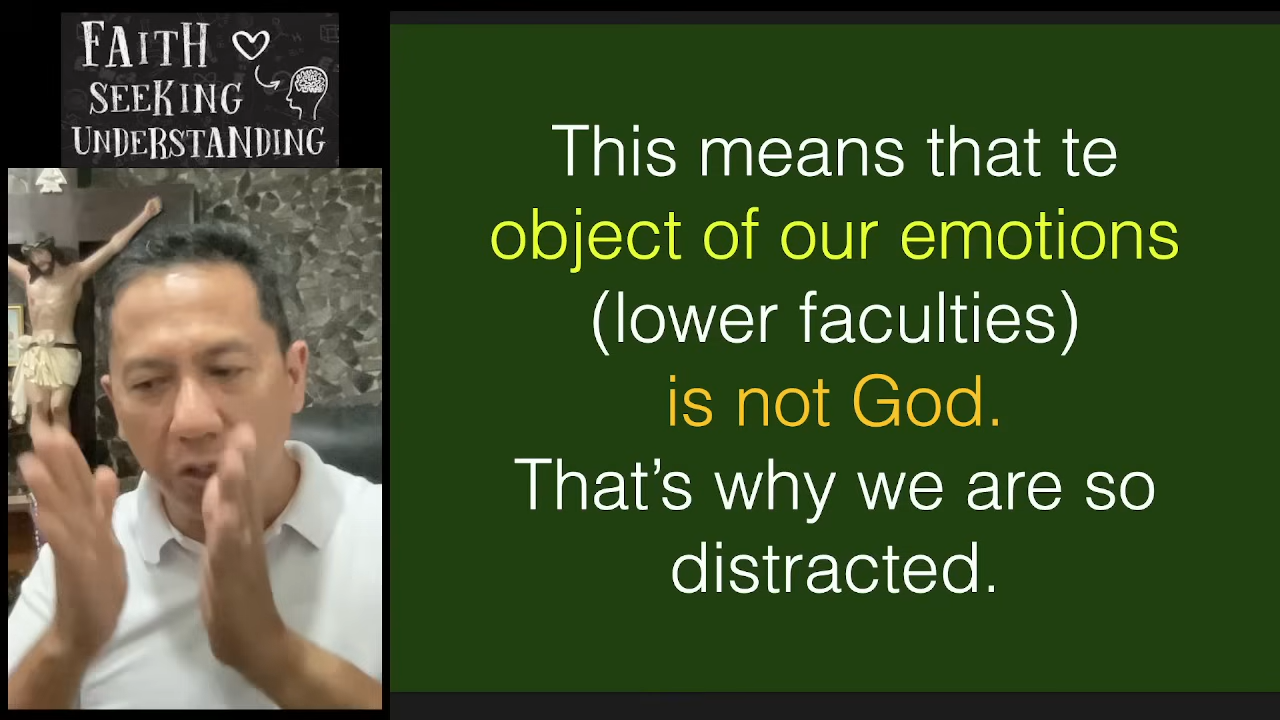 FAITH
SEEKING
UNDERSTANDING
This means that te
object of our emotions
(lower faculties)
is not God.
That’s why we are so
distracted.